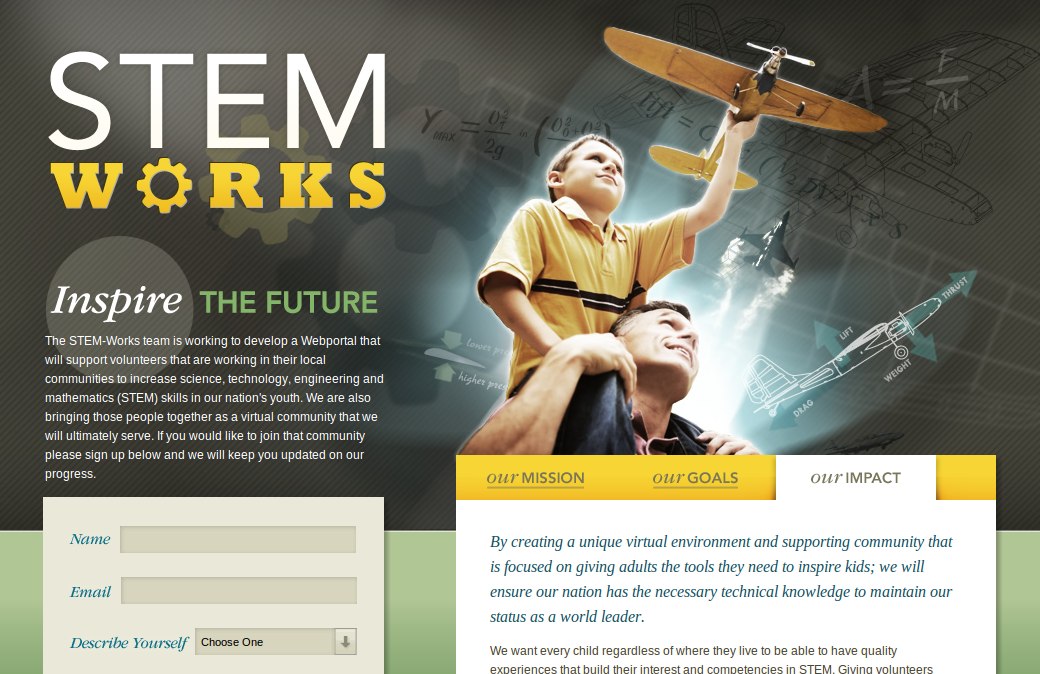 STEM
WORKS
Inspire THE FUTURE
The STEM-Works team is working to develop a Webportal that
will support volunteers that are working in their local
communities to increase science, technology, engineering and
mathematics (STEM) skills in our nation's youth. We are also
bringing those people together as a virtual community that we
will ultimately serve. If you would like to join that community
please sign up below and we will keep you updated on our
progress.
Name
Email
Describe Yourself Choose One
lift = C
A = F
M
Y MAX =
2g
lower
higher
THRUST
LIFT
WEIGHT
DRAG
our MISSION
our GOALS
our IMPACT
By creating a unique virtual environment and supporting community that
is focused on giving adults the tools they need to inspire kids; we will
ensure our nation has the necessary technical knowledge to maintain our
status as a world leader.
We want every child regardless of where they live to be able to have quality
experiences that build their interest and competencies in STEM. Giving volunteers